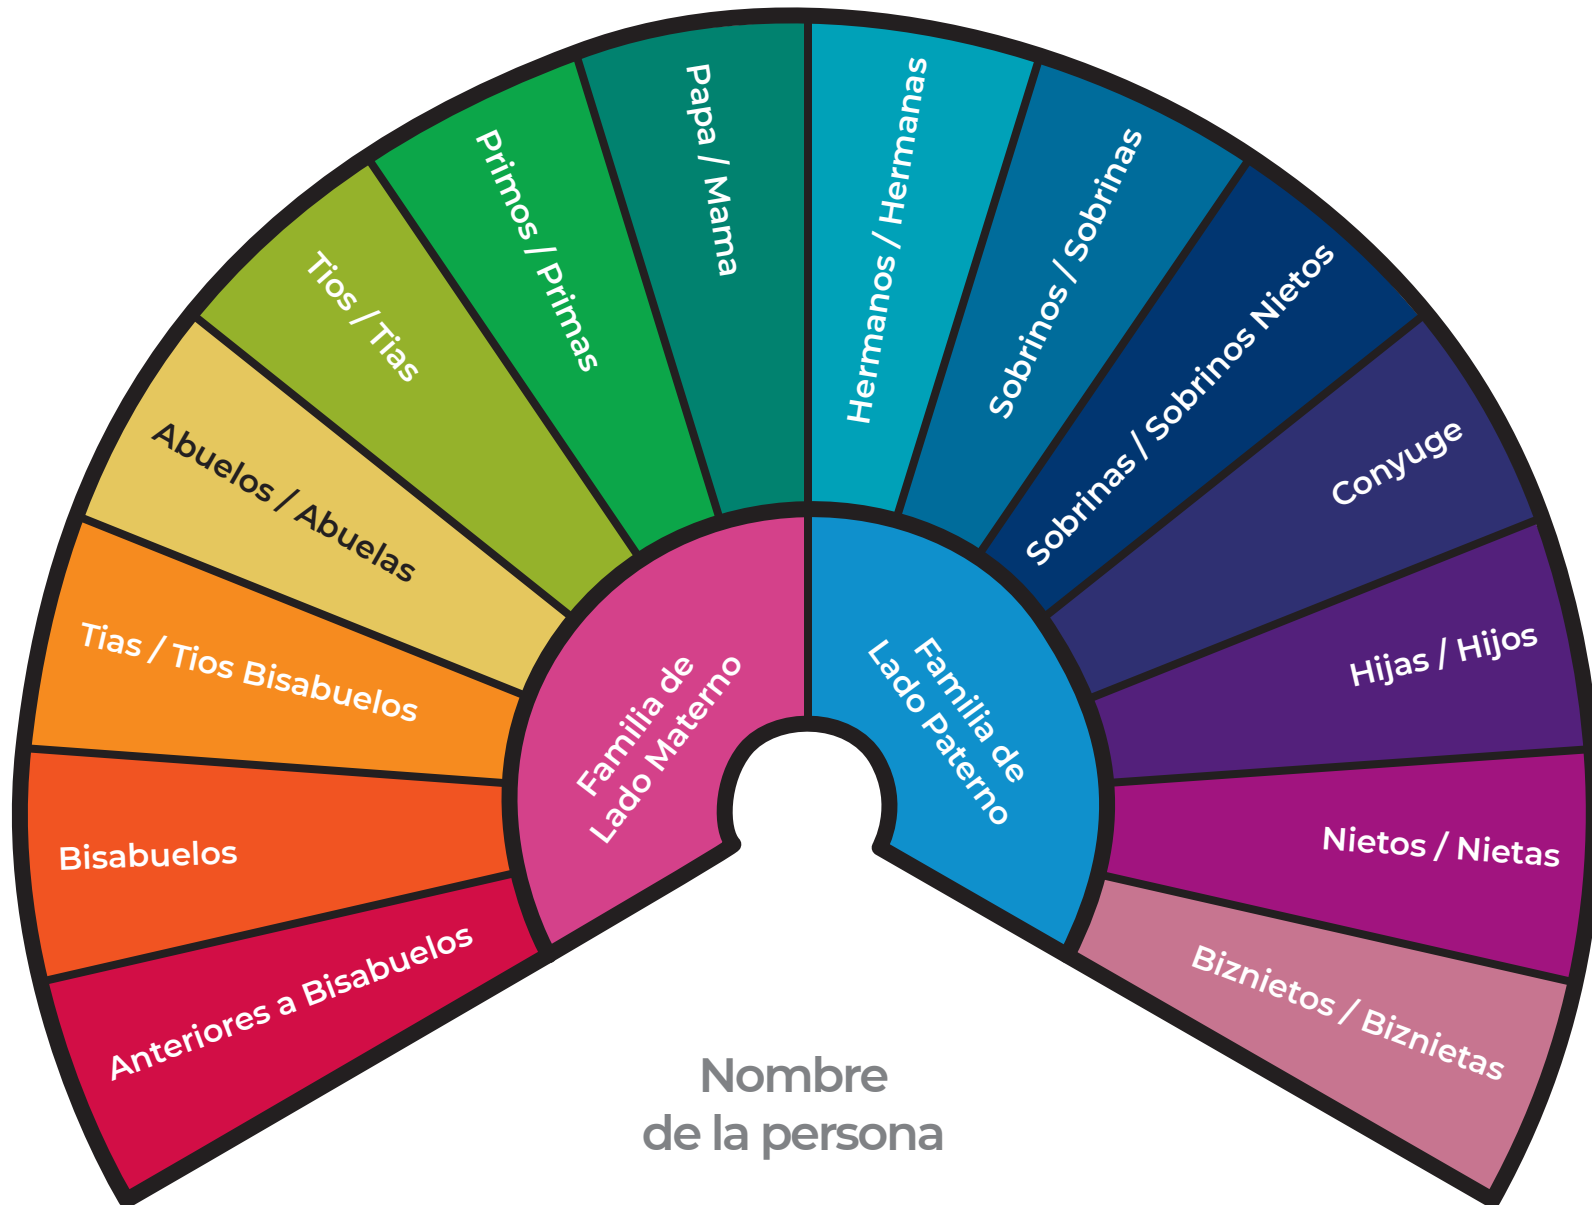 Anteriores a Bisabuelos
Bisabuelos
Tias / Tios Bisabuelos
Abuelos / Abuelas
Tios / Tias
Primos / Primas
Papa / Mama
Hermanos / Hermanas
Sobrinos / Sobrinas
Sobrinas / Sobrinos Nietos
Conyuge
Hijas / Hijos
Nietos / Nietas
Biznietos / Biznietas
Familia de
Lado Materno
Familia de
Lado Paterno
Nombre
de la persona